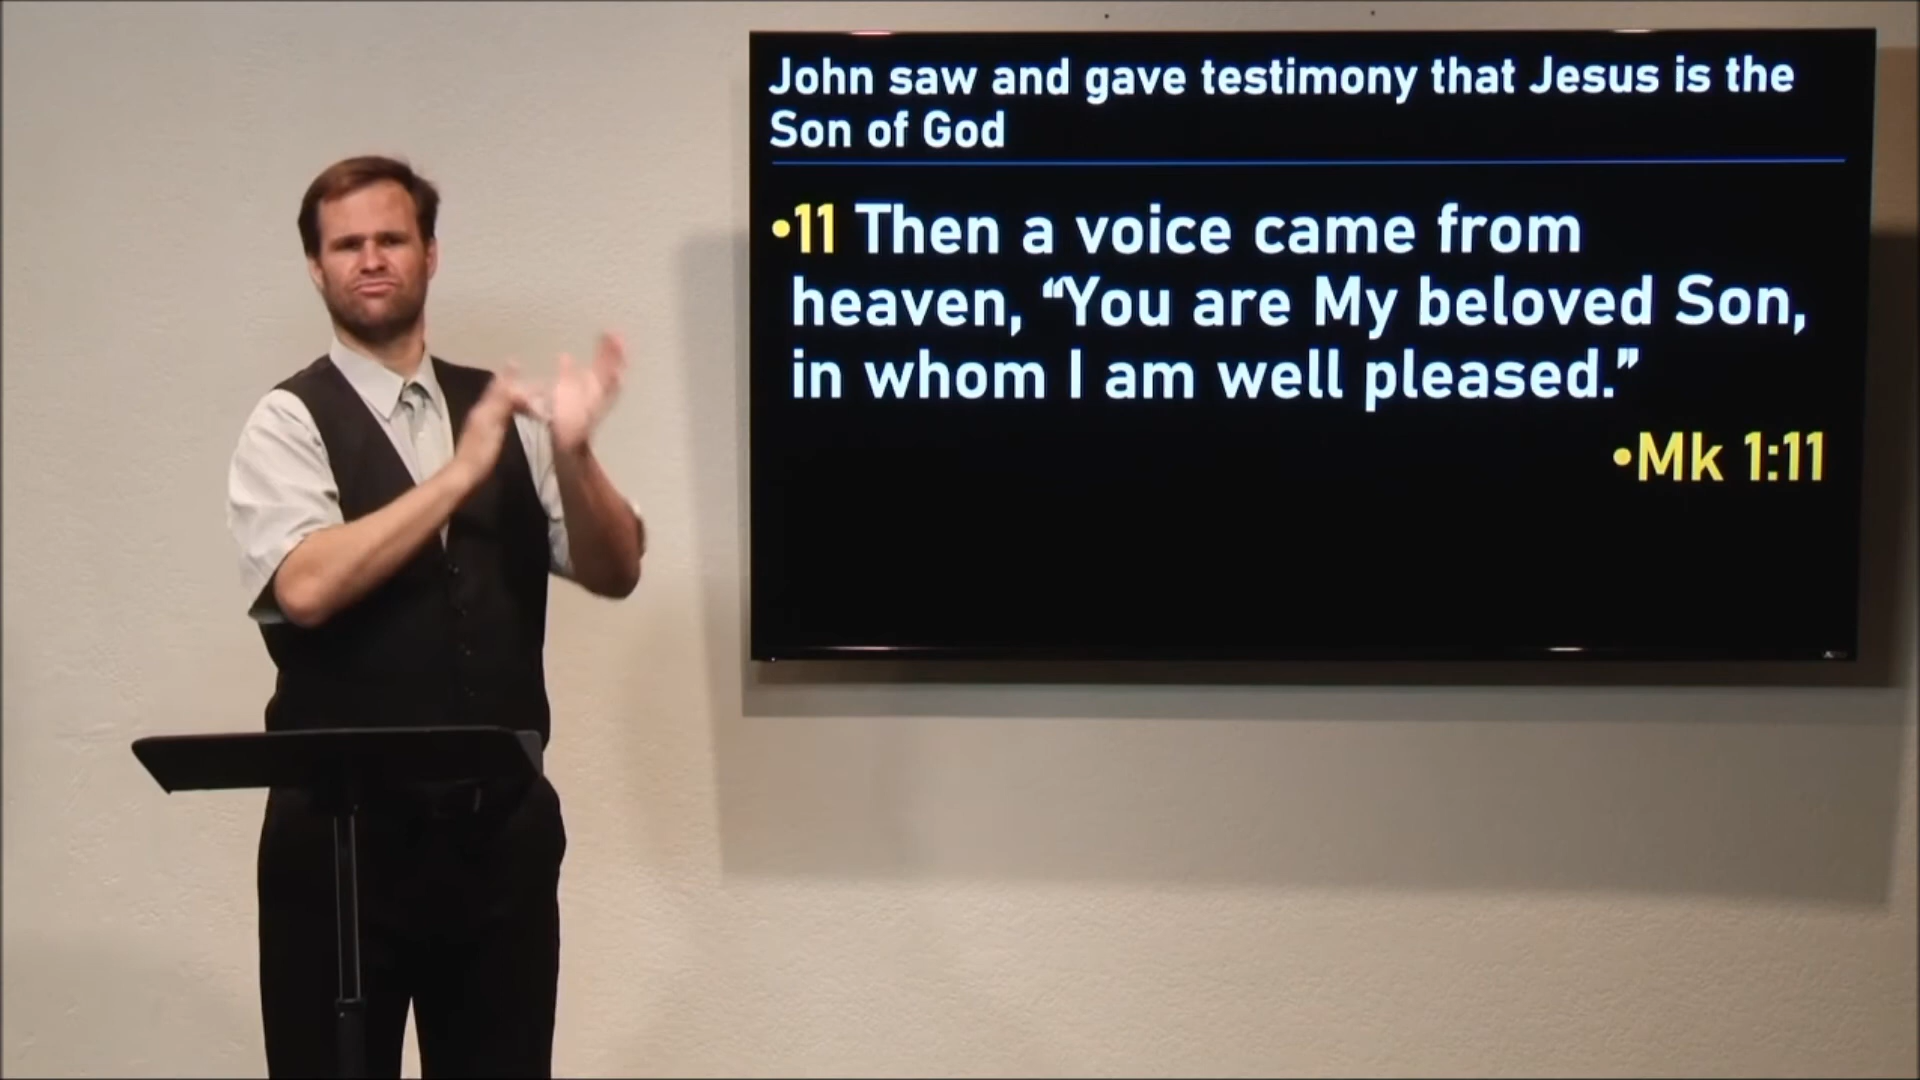 John saw and gave testimony that Jesus is the
Son of God
•11 Then a voice came from
heaven, “You are My beloved Son,
in whom I am well pleased.”
•Mk 1:11